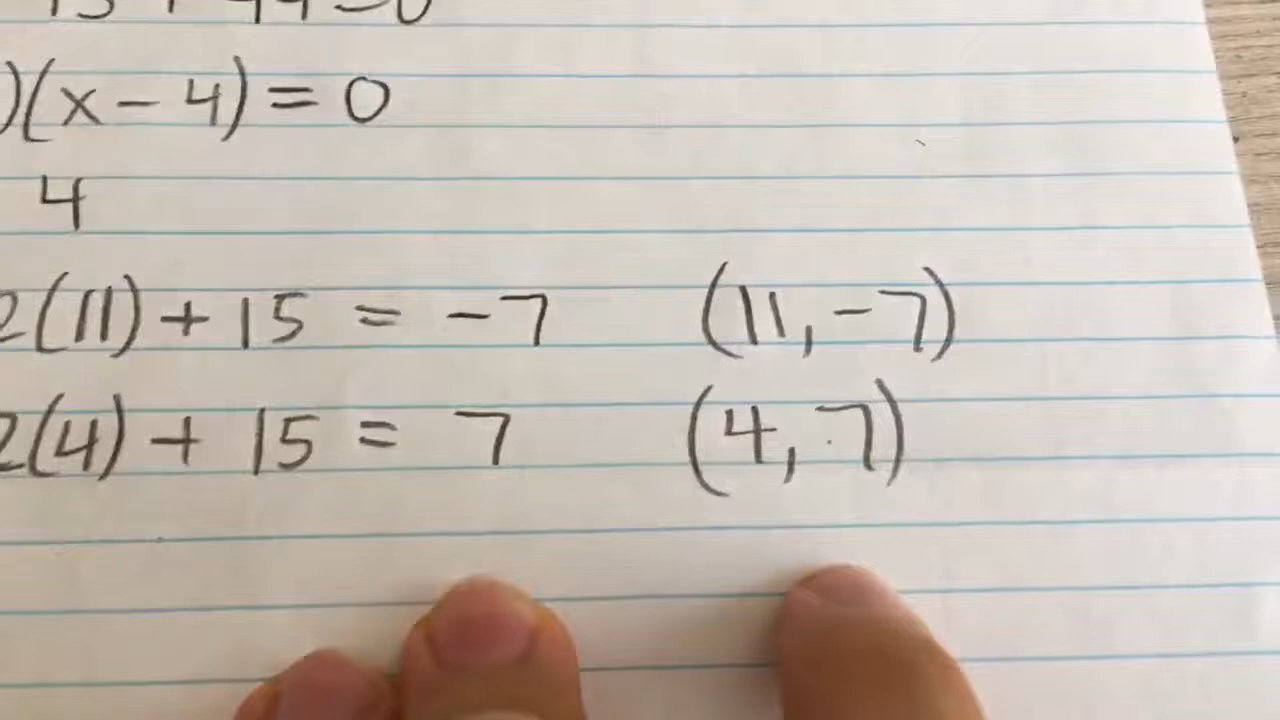 )(x - 4) = 0
4
2(11) + 15 = -7 (11, -7)
2(4) + 15 = 7 (4, 7)